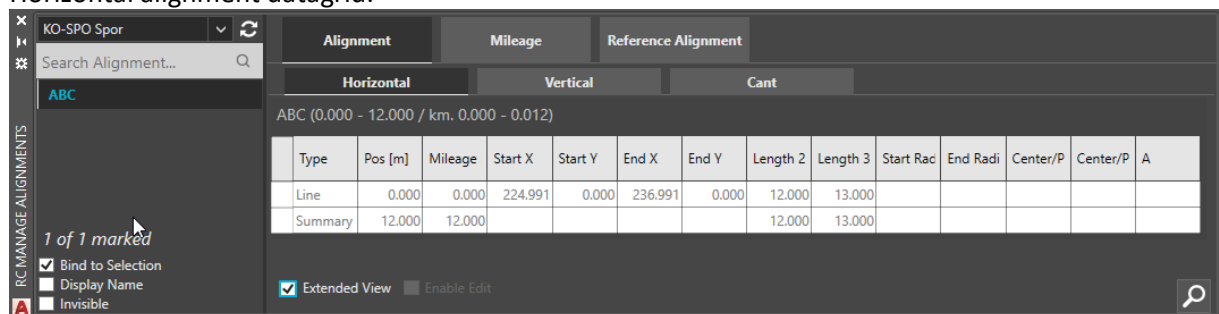 Horizontal alignment datagrid:
KO-SPO Spor
Search Alignment...
ABC
1 of 1 marked
Bind to Selection
Display Name
Invisible
RC MANAGE ALIGNMENTS
Alignment Mileage Reference Alignment
Horizontal Vertical Cant
ABC (0.000 - 12.000 / km. 0.000 - 0.012)
Type Pos [m] Mileage Start X Start Y End X End Y Length 2 Length 3 Start Rad End Radi Center/P Center/P A
Line 0.000 0.000 224.991 0.000 236.991 0.000 12.000 13.000
Summary 12.000 12.000 12.000 13.000
Extended View Enable Edit
A